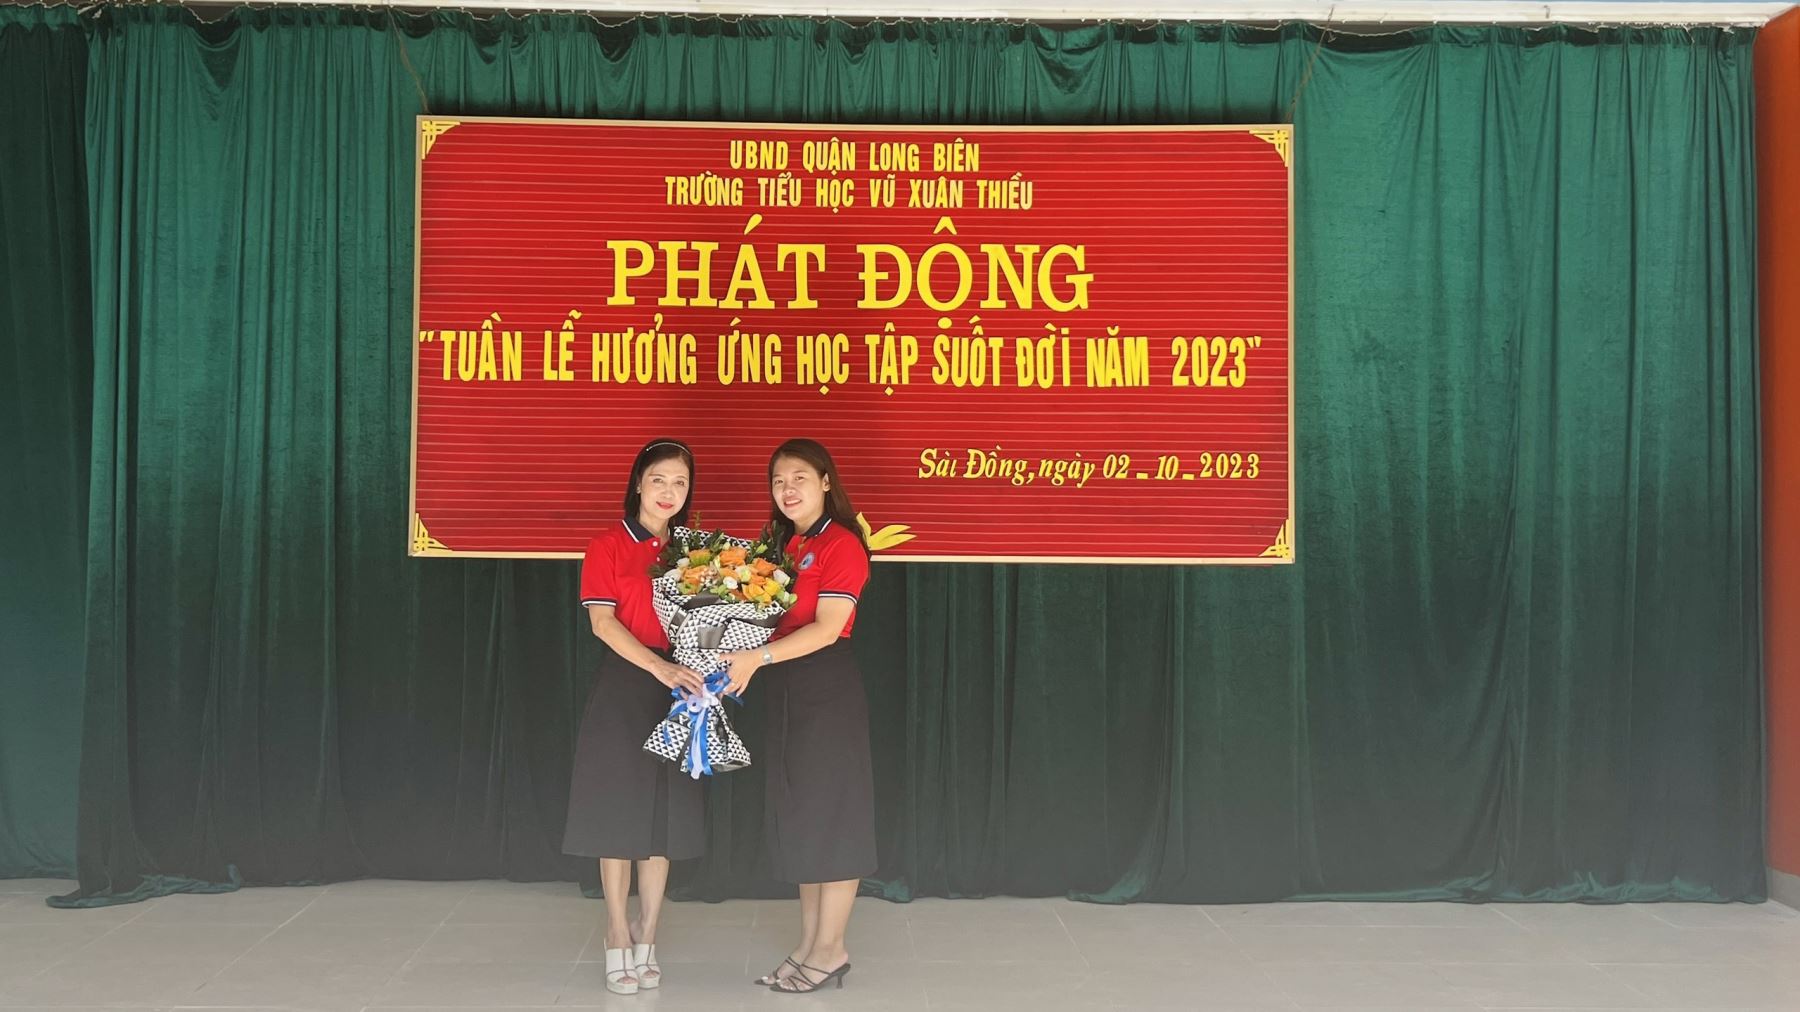 UBND QUẬN LONG BIÊN
TRƯỜNG TIỂU HỌC VŨ XUÂN THIỀU
PHÁT ĐỘNG
"TUẦN LỄ HƯỞNG ỨNG HỌC TẬP SUỐT ĐỜI NĂM 2023"
Sài Đồng, ngày 02 - 10 - 2023